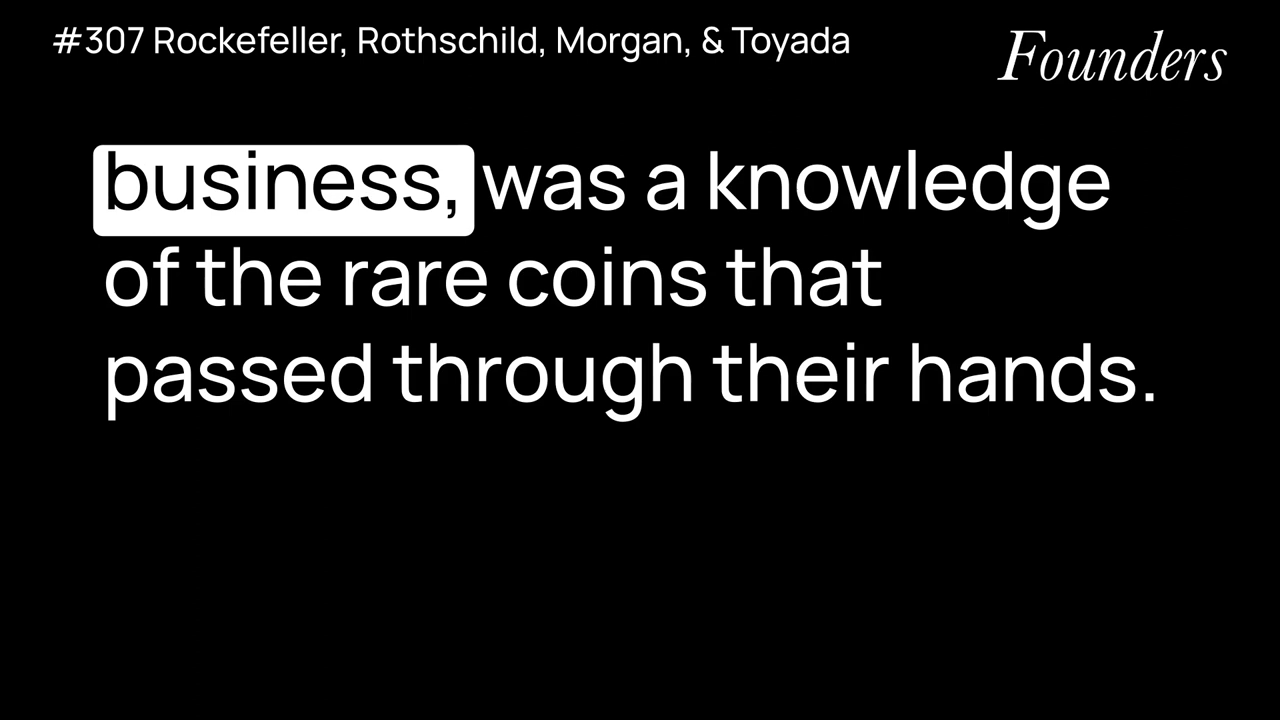 #307 Rockefeller, Rothschild, Morgan, & Toyada
Founders
business, was a knowledge
of the rare coins that
passed through their hands.